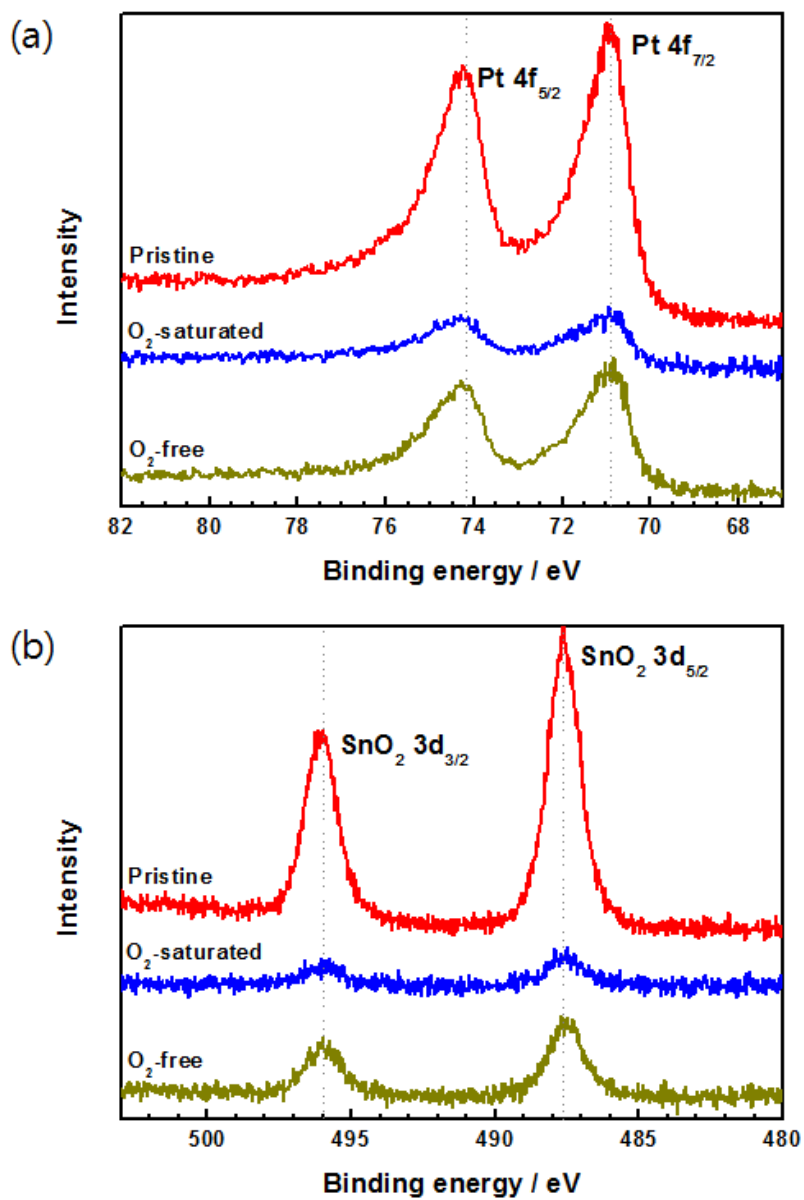 (a)
Pt 4f7/2
Pt 4f5/2
Intensity
Pristine
O2-saturated
O2-free
82 80 78 76 74 72 70 68
Binding energy / eV
(b)
SnO2 3d5/2
SnO2 3d3/2
Intensity
Pristine
O2-saturated
O2-free
500 495 490 485 480
Binding energy / eV